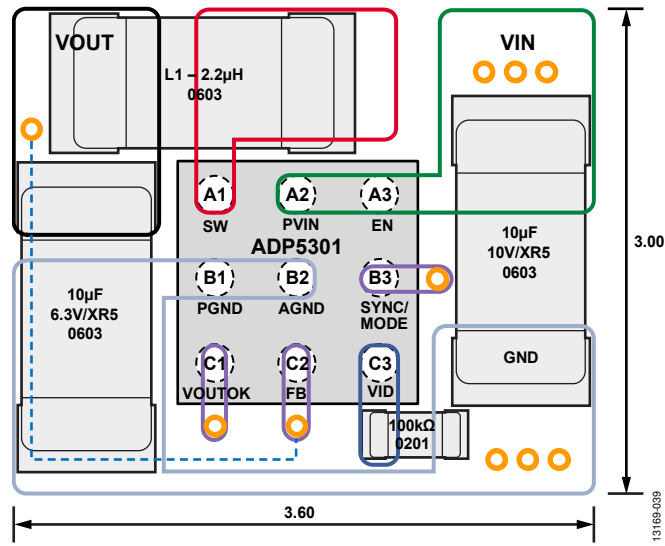 VOUT
L1 – 2.2µH
0603
VIN
A1
A2
A3
SW
PVIN
EN
ADP5301
10µF
10V/XR5
0603
3.00
B1
B2
B3
PGND
AGND
SYNC/
MODE
10µF
6.3V/XR5
0603
C1
C2
C3
GND
VOUTOK
FB
VID
100kΩ
0201
3.60
13169-039